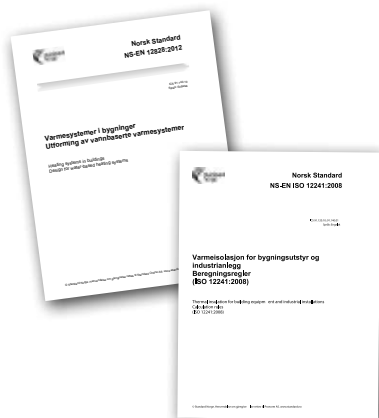 Norsk Standard
NS-EN 12828:2012
Varmesystemer i bygninger
Utforming av vannbaserte varmesystemer
Heating systems in buildings
Design for water-based heating systems
Norsk Standard
NS-EN ISO 12241:2008
Varmeisolasjon for bygningsutstyr og
industrianlegg
Beregningsregler
(ISO 12241:2008)
Thermal insulation for building equipment and industrial installations
Calculation rules
(ISO 12241:2008)